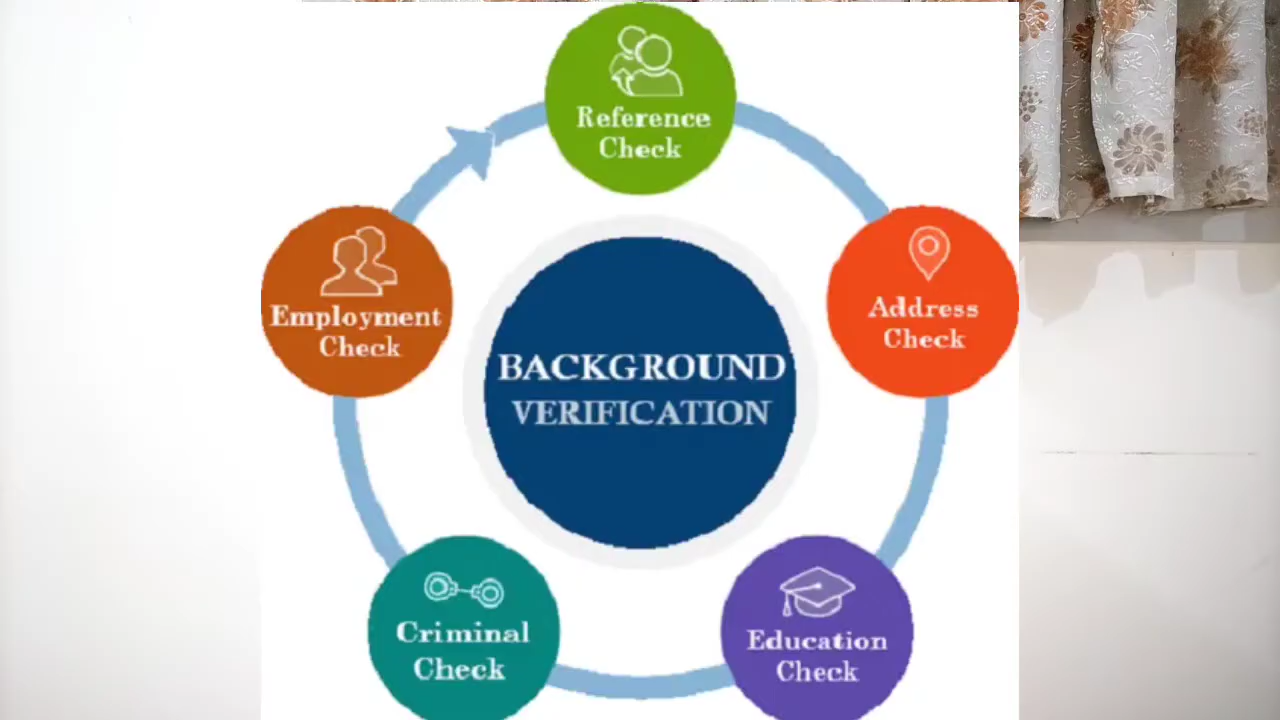 Reference
Check
Address
Check
Education
Check
Criminal
Check
Employment
Check
BACKGROUND
VERIFICATION